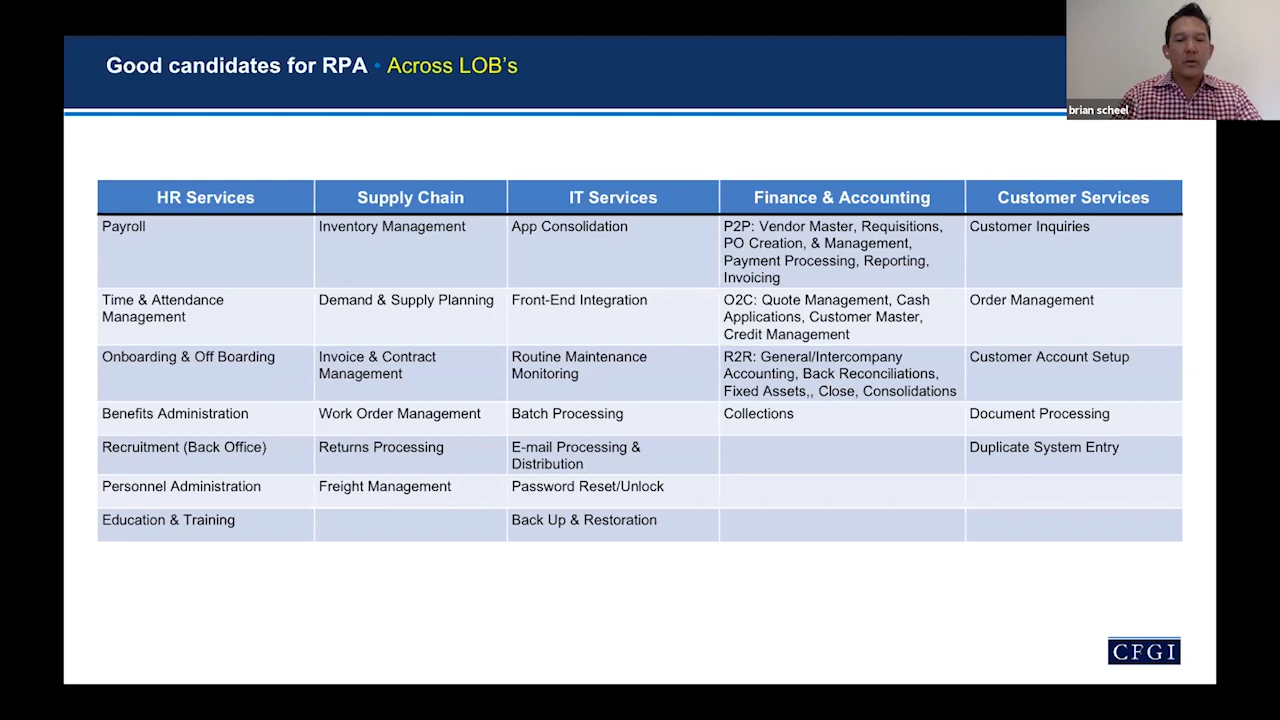 Good candidates for RPA • Across LOB's
brian scheel
HR Services Supply Chain IT Services Finance & Accounting Customer Services
Payroll
Inventory Management
App Consolidation
P2P: Vendor Master, Requisitions,
PO Creation, & Management,
Payment Processing, Reporting,
Invoicing
Customer Inquiries
Time & Attendance
Management
Demand & Supply Planning
Front-End Integration
O2C: Quote Management, Cash
Applications, Customer Master,
Credit Management
Order Management
Onboarding & Off Boarding
Invoice & Contract
Management
Routine Maintenance
Monitoring
R2R: General/Intercompany
Accounting, Back Reconciliations,
Fixed Assets,, Close, Consolidations
Customer Account Setup
Benefits Administration
Work Order Management
Batch Processing
Collections
Document Processing
Recruitment (Back Office)
Returns Processing
E-mail Processing &
Distribution
Duplicate System Entry
Personnel Administration
Freight Management
Password Reset/Unlock
Education & Training
Back Up & Restoration
CFGI